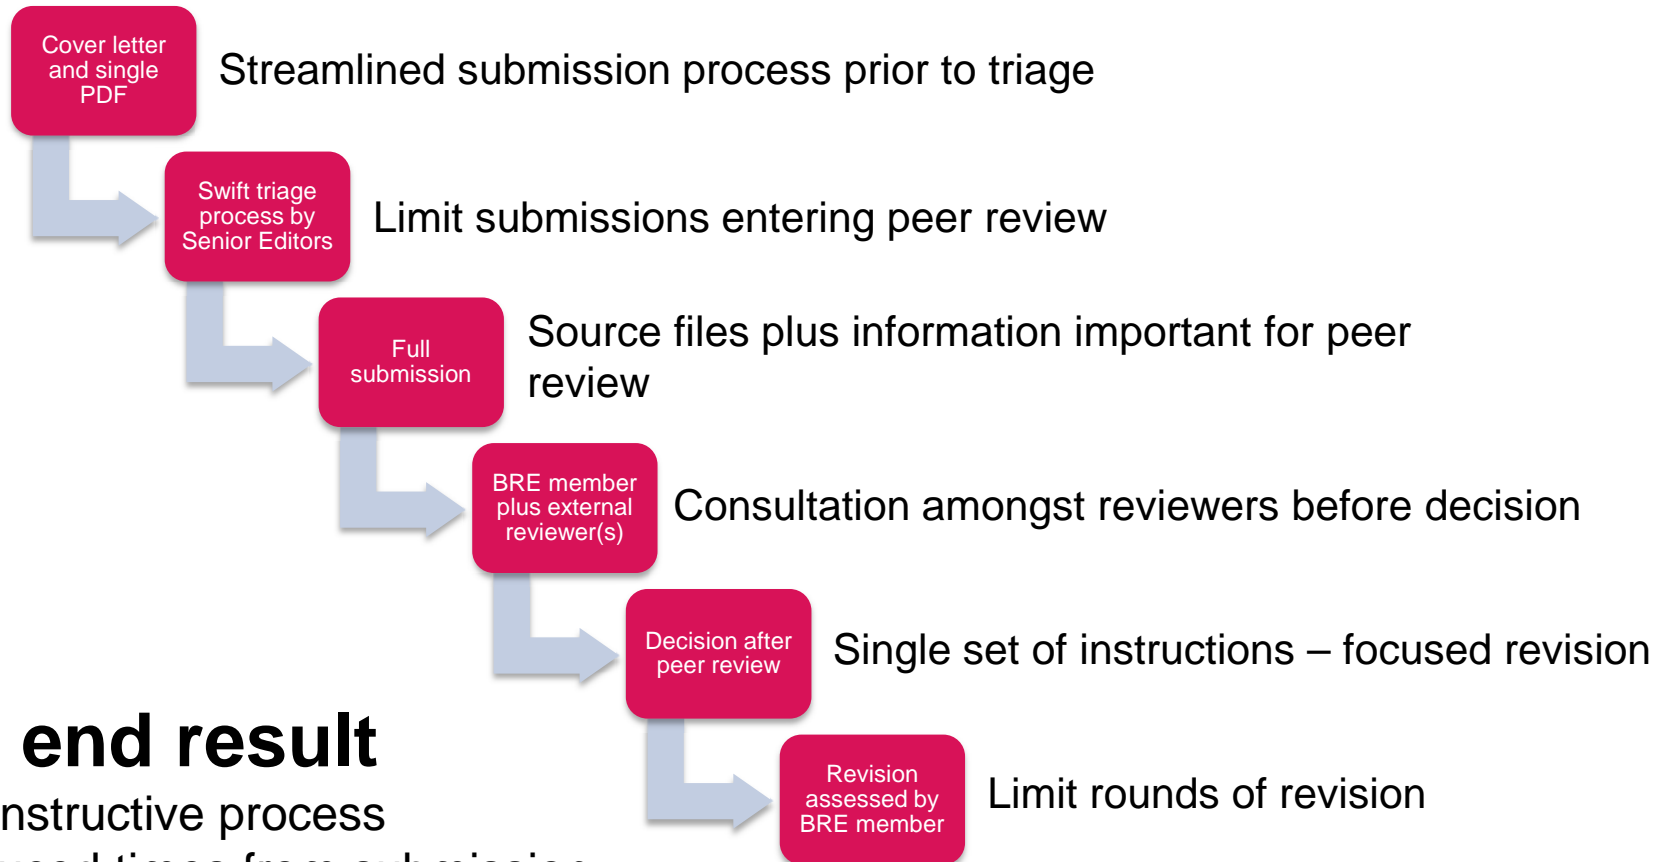 Cover letter
and single
PDF
Streamlined submission process prior to triage
Swift triage
process by
Senior Editors
Limit submissions entering peer review
Full
submission
Source files plus information important for peer
review
BRE member
plus external
reviewer(s)
Consultation amongst reviewers before decision
Decision after
peer review
Single set of instructions – focused revision
Revision
assessed by
BRE member
Limit rounds of revision
end result
nstructive process
times from submission